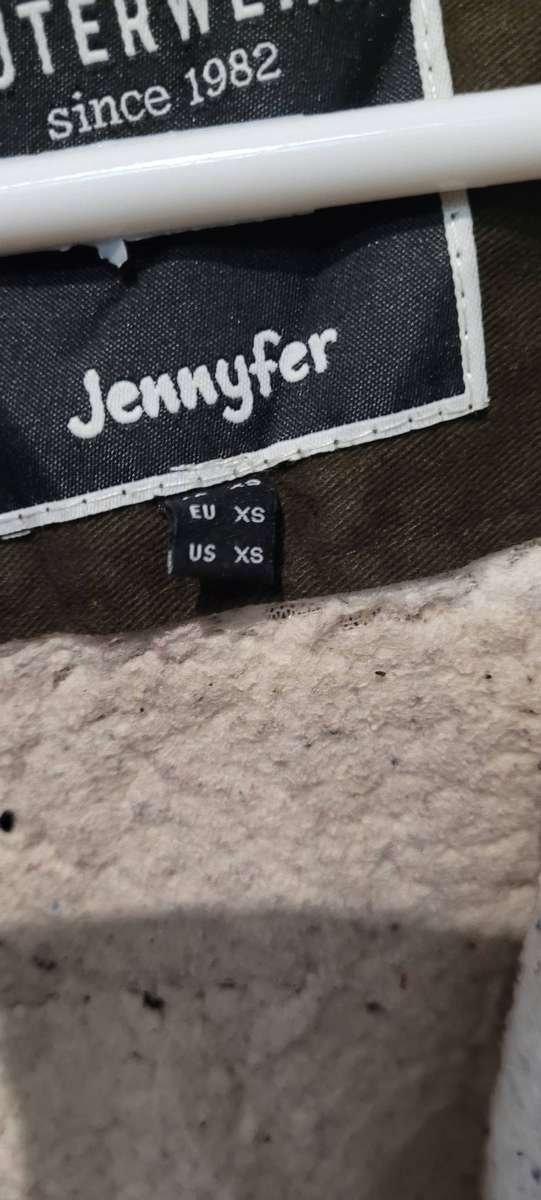 since 1982
Jennyfer
EU XS
US XS